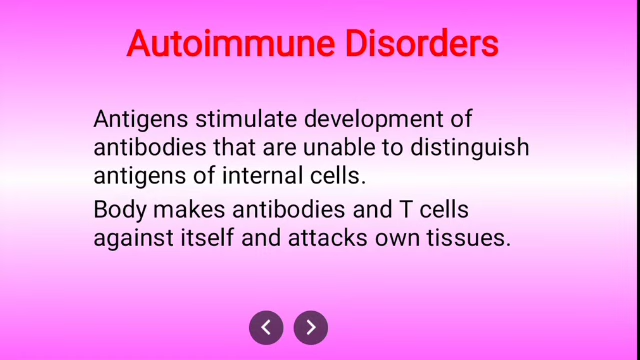 Autoimmune Disorders
Antigens stimulate development of
antibodies that are unable to distinguish
antigens of internal cells.
Body makes antibodies and T cells
against itself and attacks own tissues.